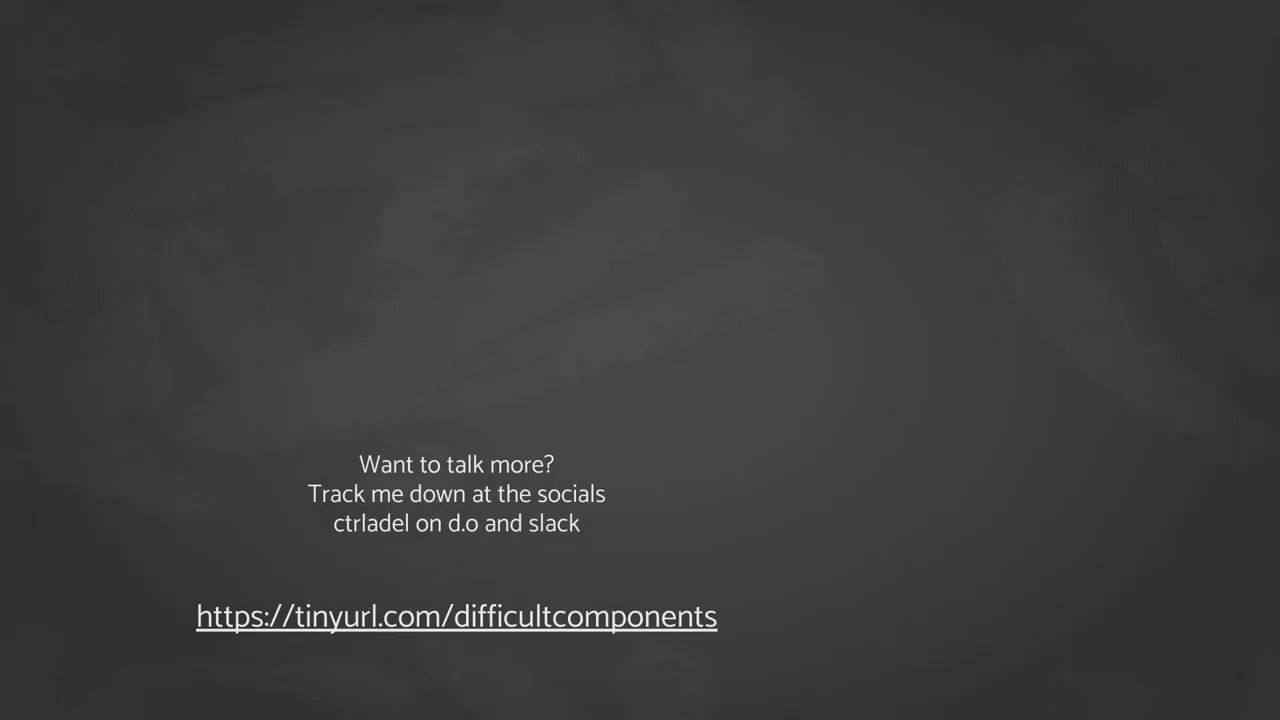 Want to talk more?
Track me down at the socials
ctrladel on d.o and slack
https://tinyurl.com/difficultcomponents